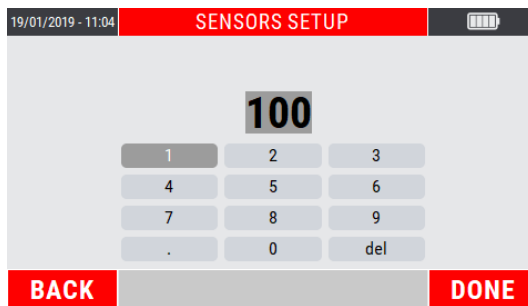 19/01/2019 - 11:04 SENSORS SETUP
100
1 2 3
4 5 6
7 8 9
. 0 del
BACK DONE